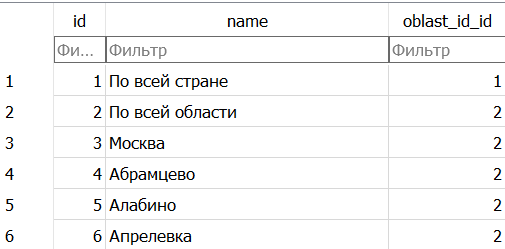 id name oblast_id_id
Фи... Фильтр Фильтр
1 1 По всей стране 1
2 2 По всей области 2
3 3 Москва 2
4 4 Абрамцево 2
5 5 Алабино 2
6 6 Апрелевка 2